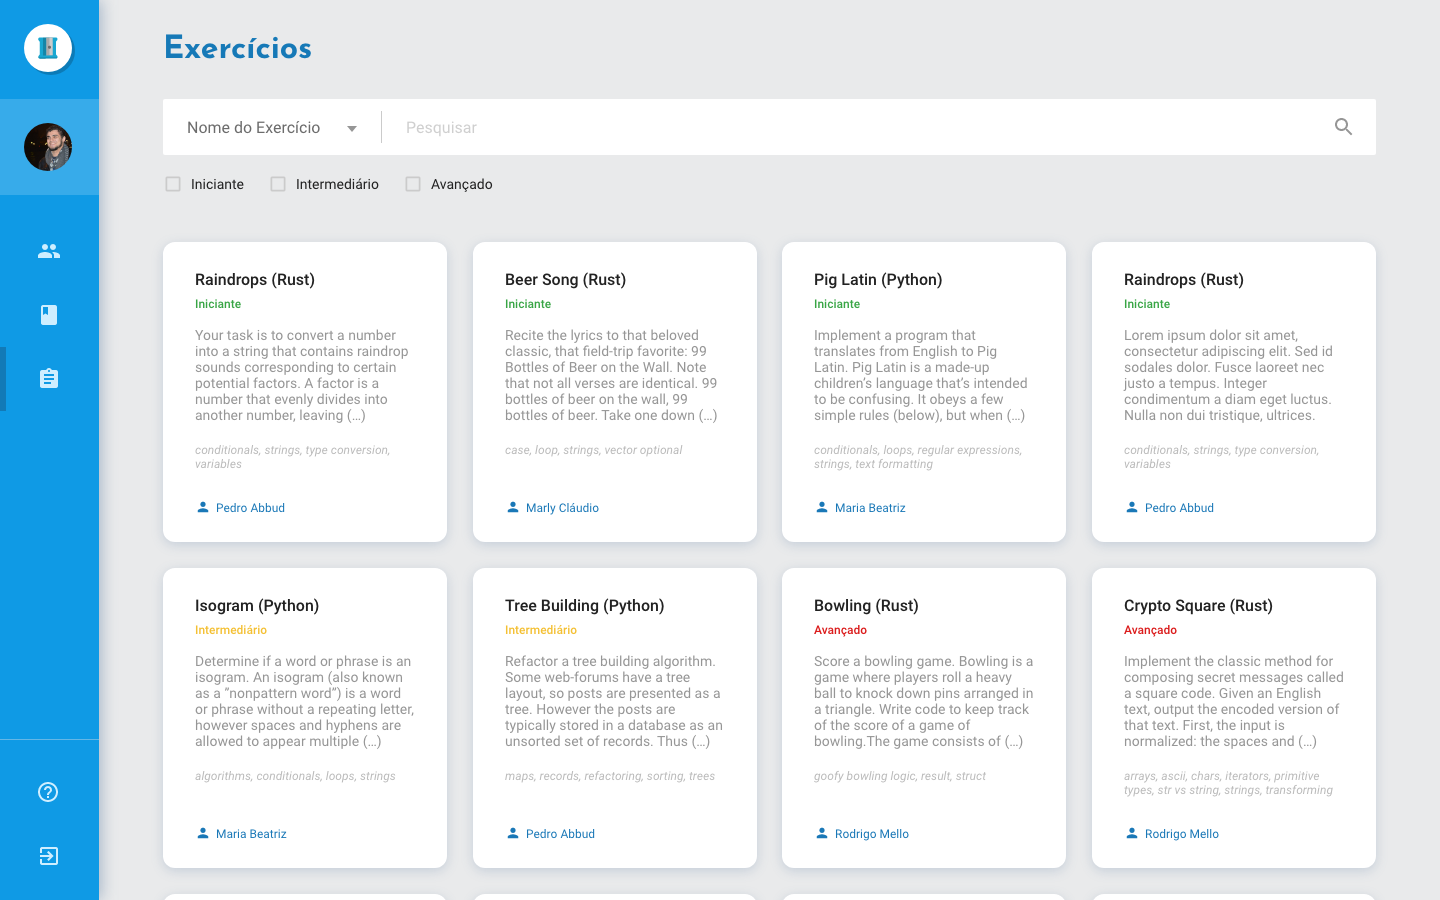 Exercícios
Nome do Exercício
Pesquisar
Iniciante
Intermediário
Avançado
Raindrops (Rust)
Iniciante
Your task is to convert a number
into a string that contains raindrop
sounds corresponding to certain
potential factors. A factor is a
number that evenly divides into
another number, leaving (...)
conditionals, strings, type conversion,
variables
Pedro Abbud
Beer Song (Rust)
Iniciante
Recite the lyrics to that beloved
classic, that field-trip favorite: 99
Bottles of Beer on the Wall. Note
that not all verses are identical. 99
bottles of beer on the wall, 99
bottles of beer. Take one down (...)
case, loop, strings, vector optional
Marly Cláudio
Pig Latin (Python)
Iniciante
Implement a program that
translates from English to Pig
Latin. Pig Latin is a made-up
children's language that's intended
to be confusing. It obeys a few
simple rules (below), but when (...)
conditionals, loops, regular expressions,
strings, text formatting
Maria Beatriz
Raindrops (Rust)
Iniciante
Lorem ipsum dolor sit amet,
consectetur adipiscing elit. Sed id
sodales dolor. Fusce laoreet nec
justo a tempus. Integer
condimentum a diam eget luctus.
Nulla non dui tristique, ultrices.
conditionals, strings, type conversion,
variables
Pedro Abbud
Isogram (Python)
Intermediário
Determine if a word or phrase is an
isogram. An isogram (also known
as a "nonpattern word") is a word
or phrase without a repeating letter,
however spaces and hyphens are
allowed to appear multiple (...)
algorithms, conditionals, loops, strings
Maria Beatriz
Tree Building (Python)
Intermediário
Refactor a tree building algorithm.
Some web-forums have a tree
layout, so posts are presented as a
tree. However the posts are
typically stored in a database as an
unsorted set of records. Thus (...)
maps, records, refactoring, sorting, trees
Pedro Abbud
Bowling (Rust)
Avançado
Score a bowling game. Bowling is a
game where players roll a heavy
ball to knock down pins arranged in
a triangle. Write code to keep track
of the score of a game of
bowling.The game consists of (...)
goofy bowling logic, result, struct
Rodrigo Mello
Crypto Square (Rust)
Avançado
Implement the classic method for
composing secret messages called
a square code. Given an English
text, output the encoded version of
that text. First, the input is
normalized: the spaces and (...)
arrays, ascii, chars, iterators, primitive
types, str vs string, strings, transforming
Rodrigo Mello